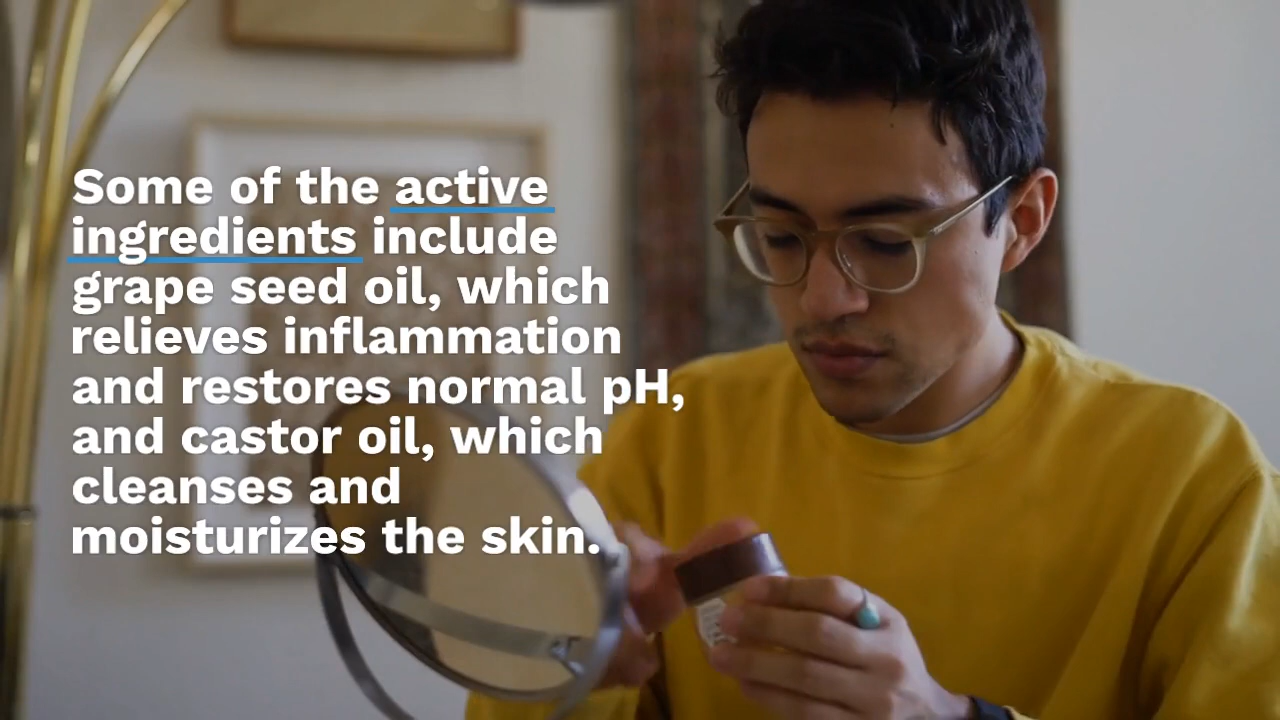 Some of the active
ingredients include
grape seed oil, which
relieves inflammation
and restores normal pH,
and castor oil, which
cleanses and
moisturizes the skin.